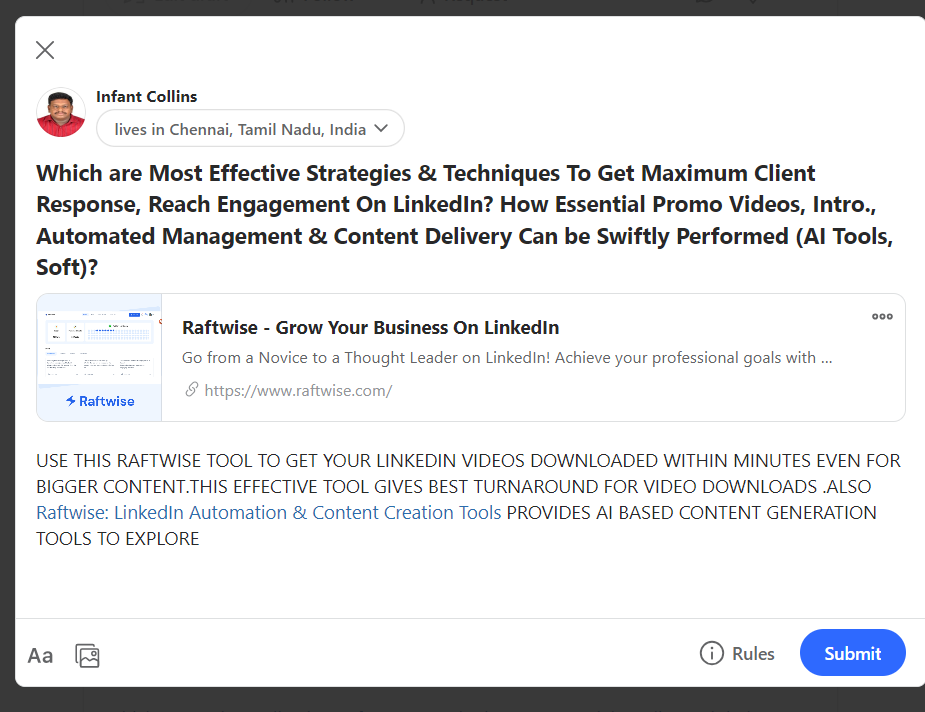 Infant Collins
lives in Chennai, Tamil Nadu, India
Which are Most Effective Strategies & Techniques To Get Maximum Client
Response, Reach Engagement On LinkedIn? How Essential Promo Videos, Intro.,
Automated Management & Content Delivery Can be Swiftly Performed (AI Tools,
Soft)?
Raftwise - Grow Your Business On LinkedIn
Go from a Novice to a Thought Leader on LinkedIn! Achieve your professional goals with ...
https://www.raftwise.com/
Raftwise
USE THIS RAFTWISE TOOL TO GET YOUR LINKEDIN VIDEOS DOWNLOADED WITHIN MINUTES EVEN FOR
BIGGER CONTENT.THIS EFFECTIVE TOOL GIVES BEST TURNAROUND FOR VIDEO DOWNLOADS .ALSO
Raftwise: LinkedIn Automation & Content Creation Tools PROVIDES AI BASED CONTENT GENERATION
TOOLS TO EXPLORE
Aa
Rules
Submit